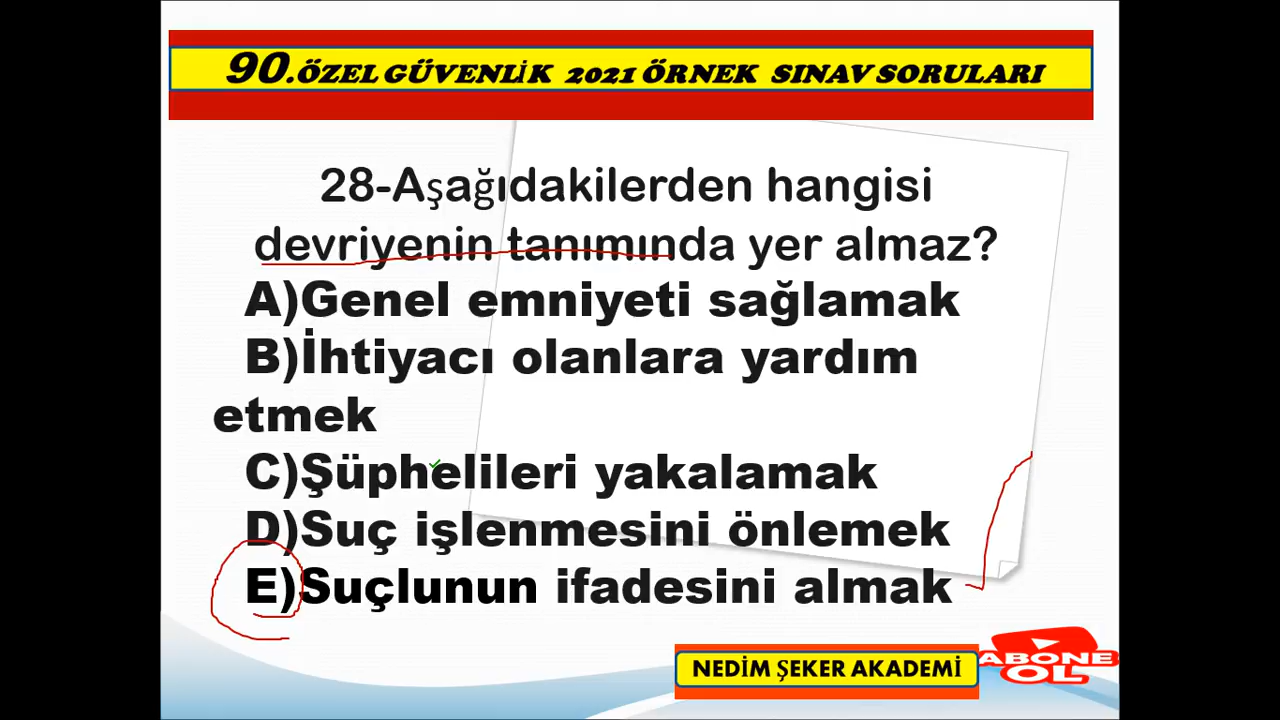 90.ÖZEL GÜVENLİK 2021 ÖRNEK SINAV SORULARI
28-Aşağıdakilerden hangisi
devriyenin tanımında yer almaz?
A)Genel emniyeti sağlamak
B)İhtiyacı olanlara yardım
etmek
C)Şüphelileri yakalamak
D)Suç işlenmesini önlemek
E)Suçlunun ifadesini almak
NEDİM ŞEKER AKADEMİ
ABONE
OL